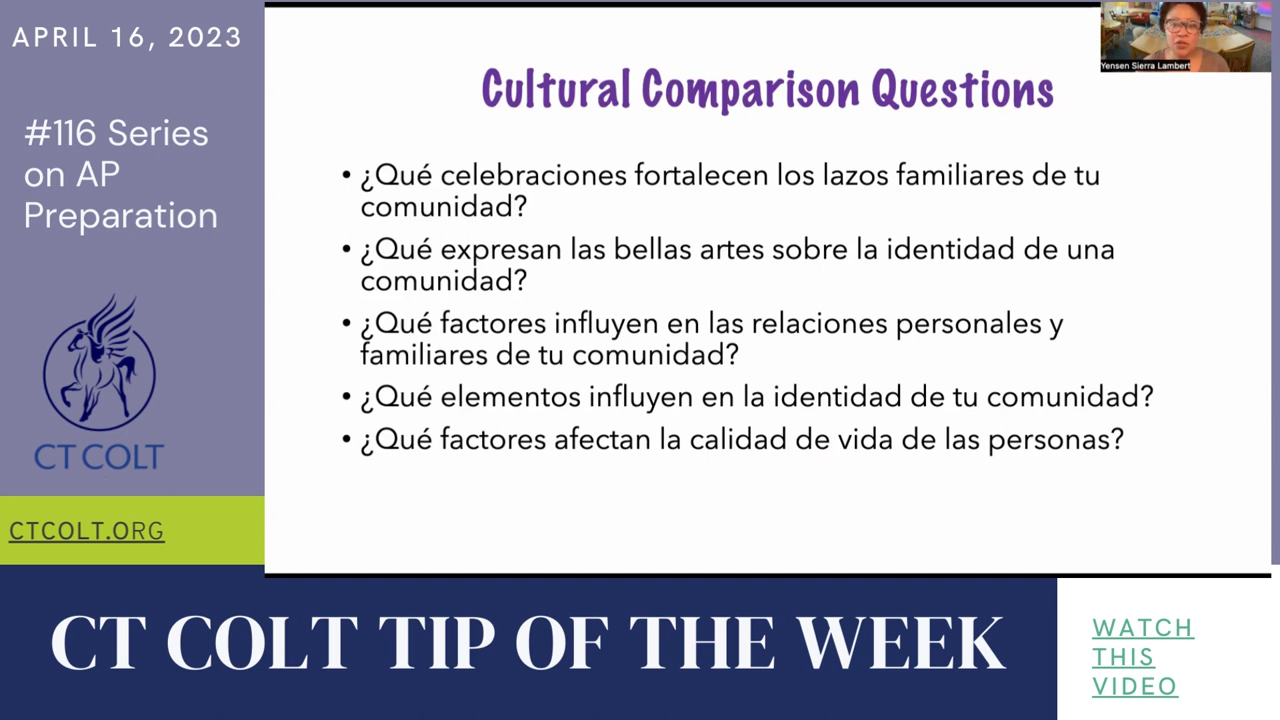 APRIL 16, 2023
#116 Series
on AP
Preparation
CT COLT
CTCOLT.ORG
Cultural Comparison Questions
• ¿Qué celebraciones fortalecen los lazos familiares de tu
comunidad?
• ¿Qué expresan las bellas artes sobre la identidad de una
comunidad?
• ¿Qué factores influyen en las relaciones personales y
familiares de tu comunidad?
• ¿Qué elementos influyen en la identidad de tu comunidad?
• ¿Qué factores afectan la calidad de vida de las personas?
Yensen Sierra Lambert
CT COLT TIP OF THE WEEK
WATCH
THIS
VIDEO